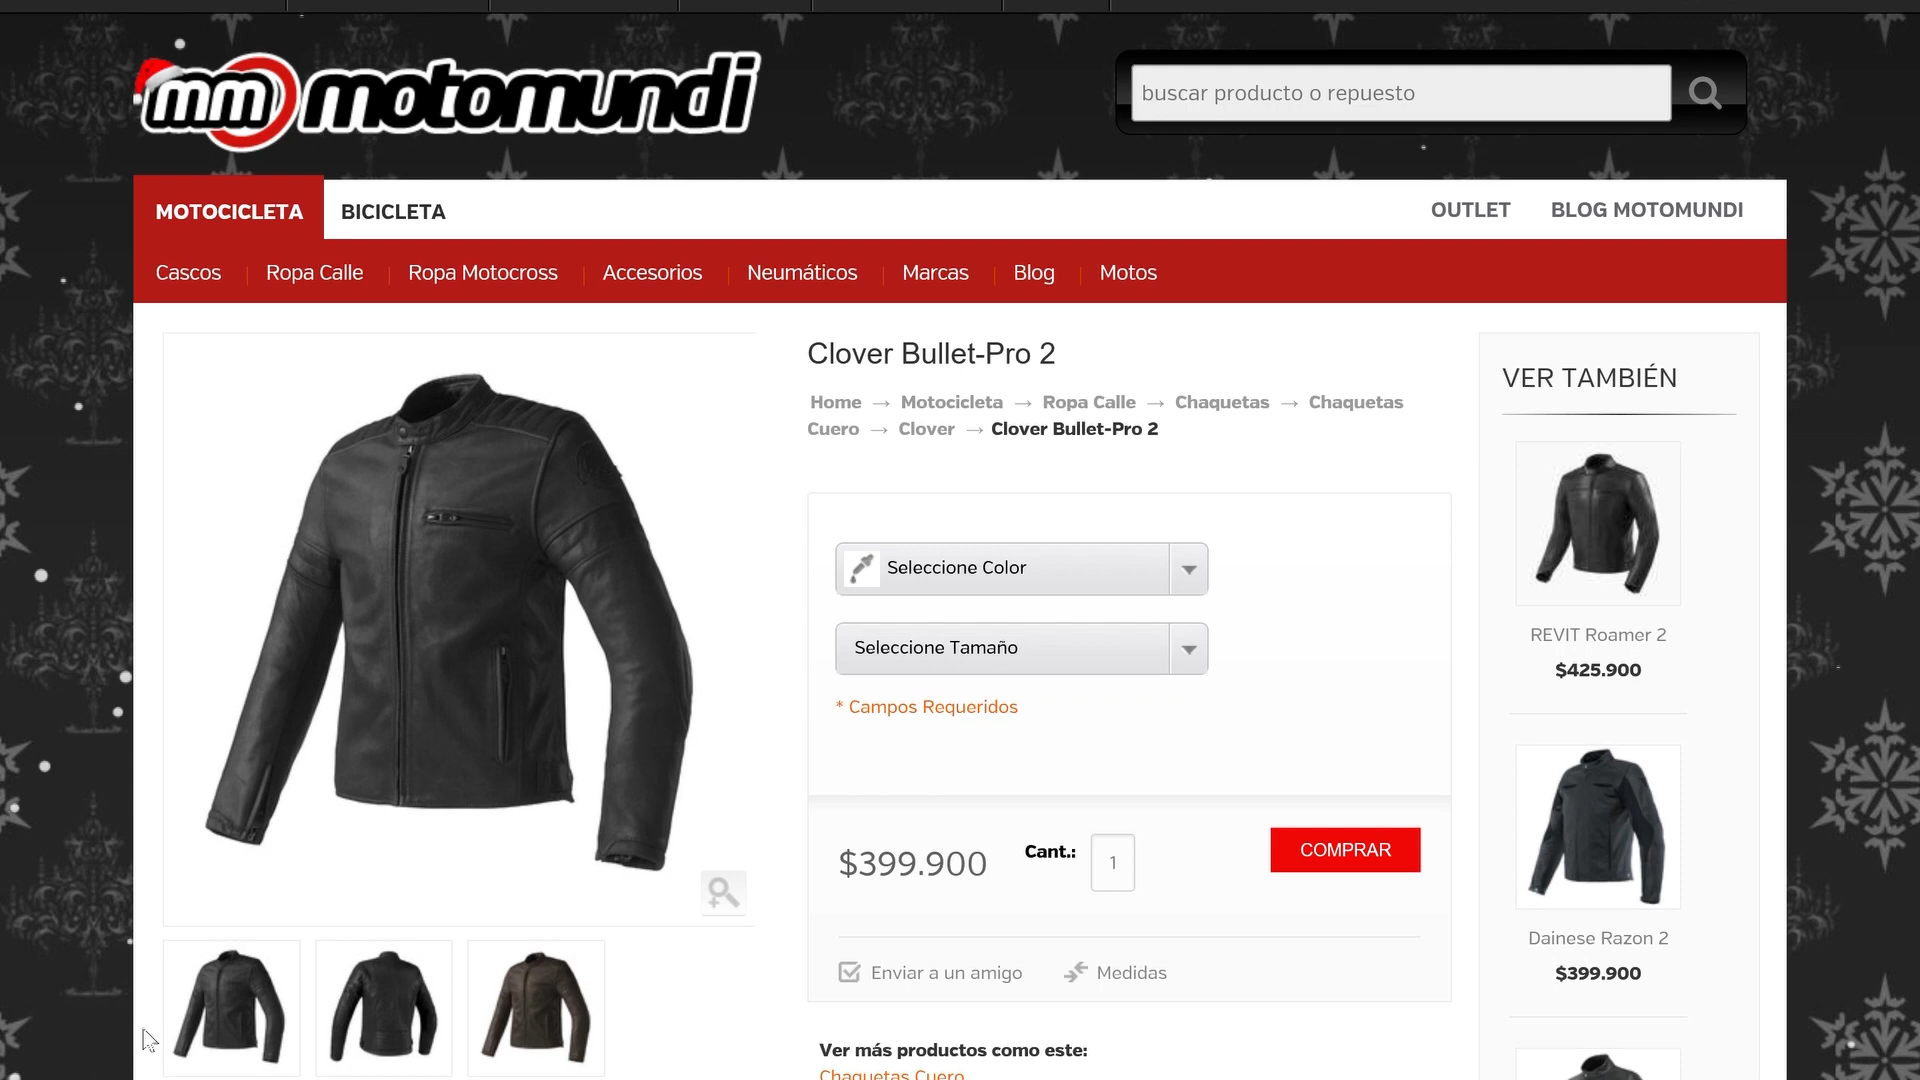 mm motomundi
buscar producto o repuesto
MOTOCICLETA
BICICLETA
OUTLET
BLOG MOTOMUNDI
Cascos
Ropa Calle
Ropa Motocross
Accesorios
Neumáticos
Marcas
Blog
Motos
Clover Bullet-Pro 2
Home → Motocicleta → Ropa Calle → Chaquetas → Chaquetas
Cuero → Clover → Clover Bullet-Pro 2
Seleccione Color
Seleccione Tamaño
* Campos Requeridos
$399.900
Cant.:
1
COMPRAR
Enviar a un amigo
Medidas
Ver más productos como este:
Chaquetas Cuero
VER TAMBIÉN
REVIT Roamer 2
$425.900
Dainese Razon 2
$399.900